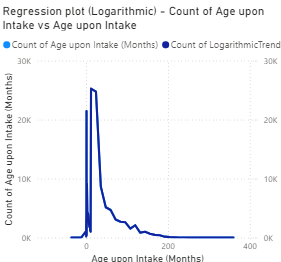 Regression plot (Logarithmic) - Count of Age upon
Intake vs Age upon Intake
Count of Age upon Intake (Months) Count of LogarithmicTrend
30K 30K
20K 20K
10K 10K
0K 0K
Count of Age upon Intake (Months)
0 200 400
Age upon Intake (Months)